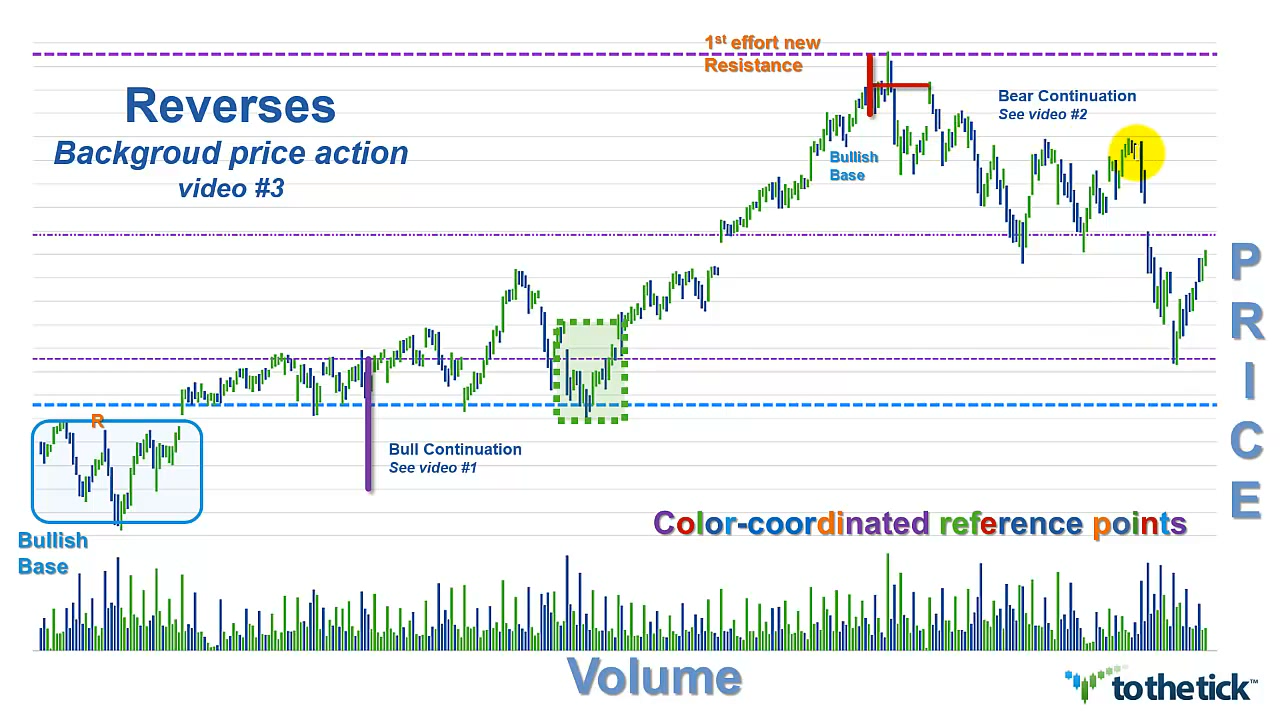 1st effort new
Resistance
Reverses
Backgroud price action
video #3
Bear Continuation
See video #2
Bullish
Base
PRICE
R
Bull Continuation
See video #1
Color-coordinated reference points
Bullish
Base
Volume
tothetick™